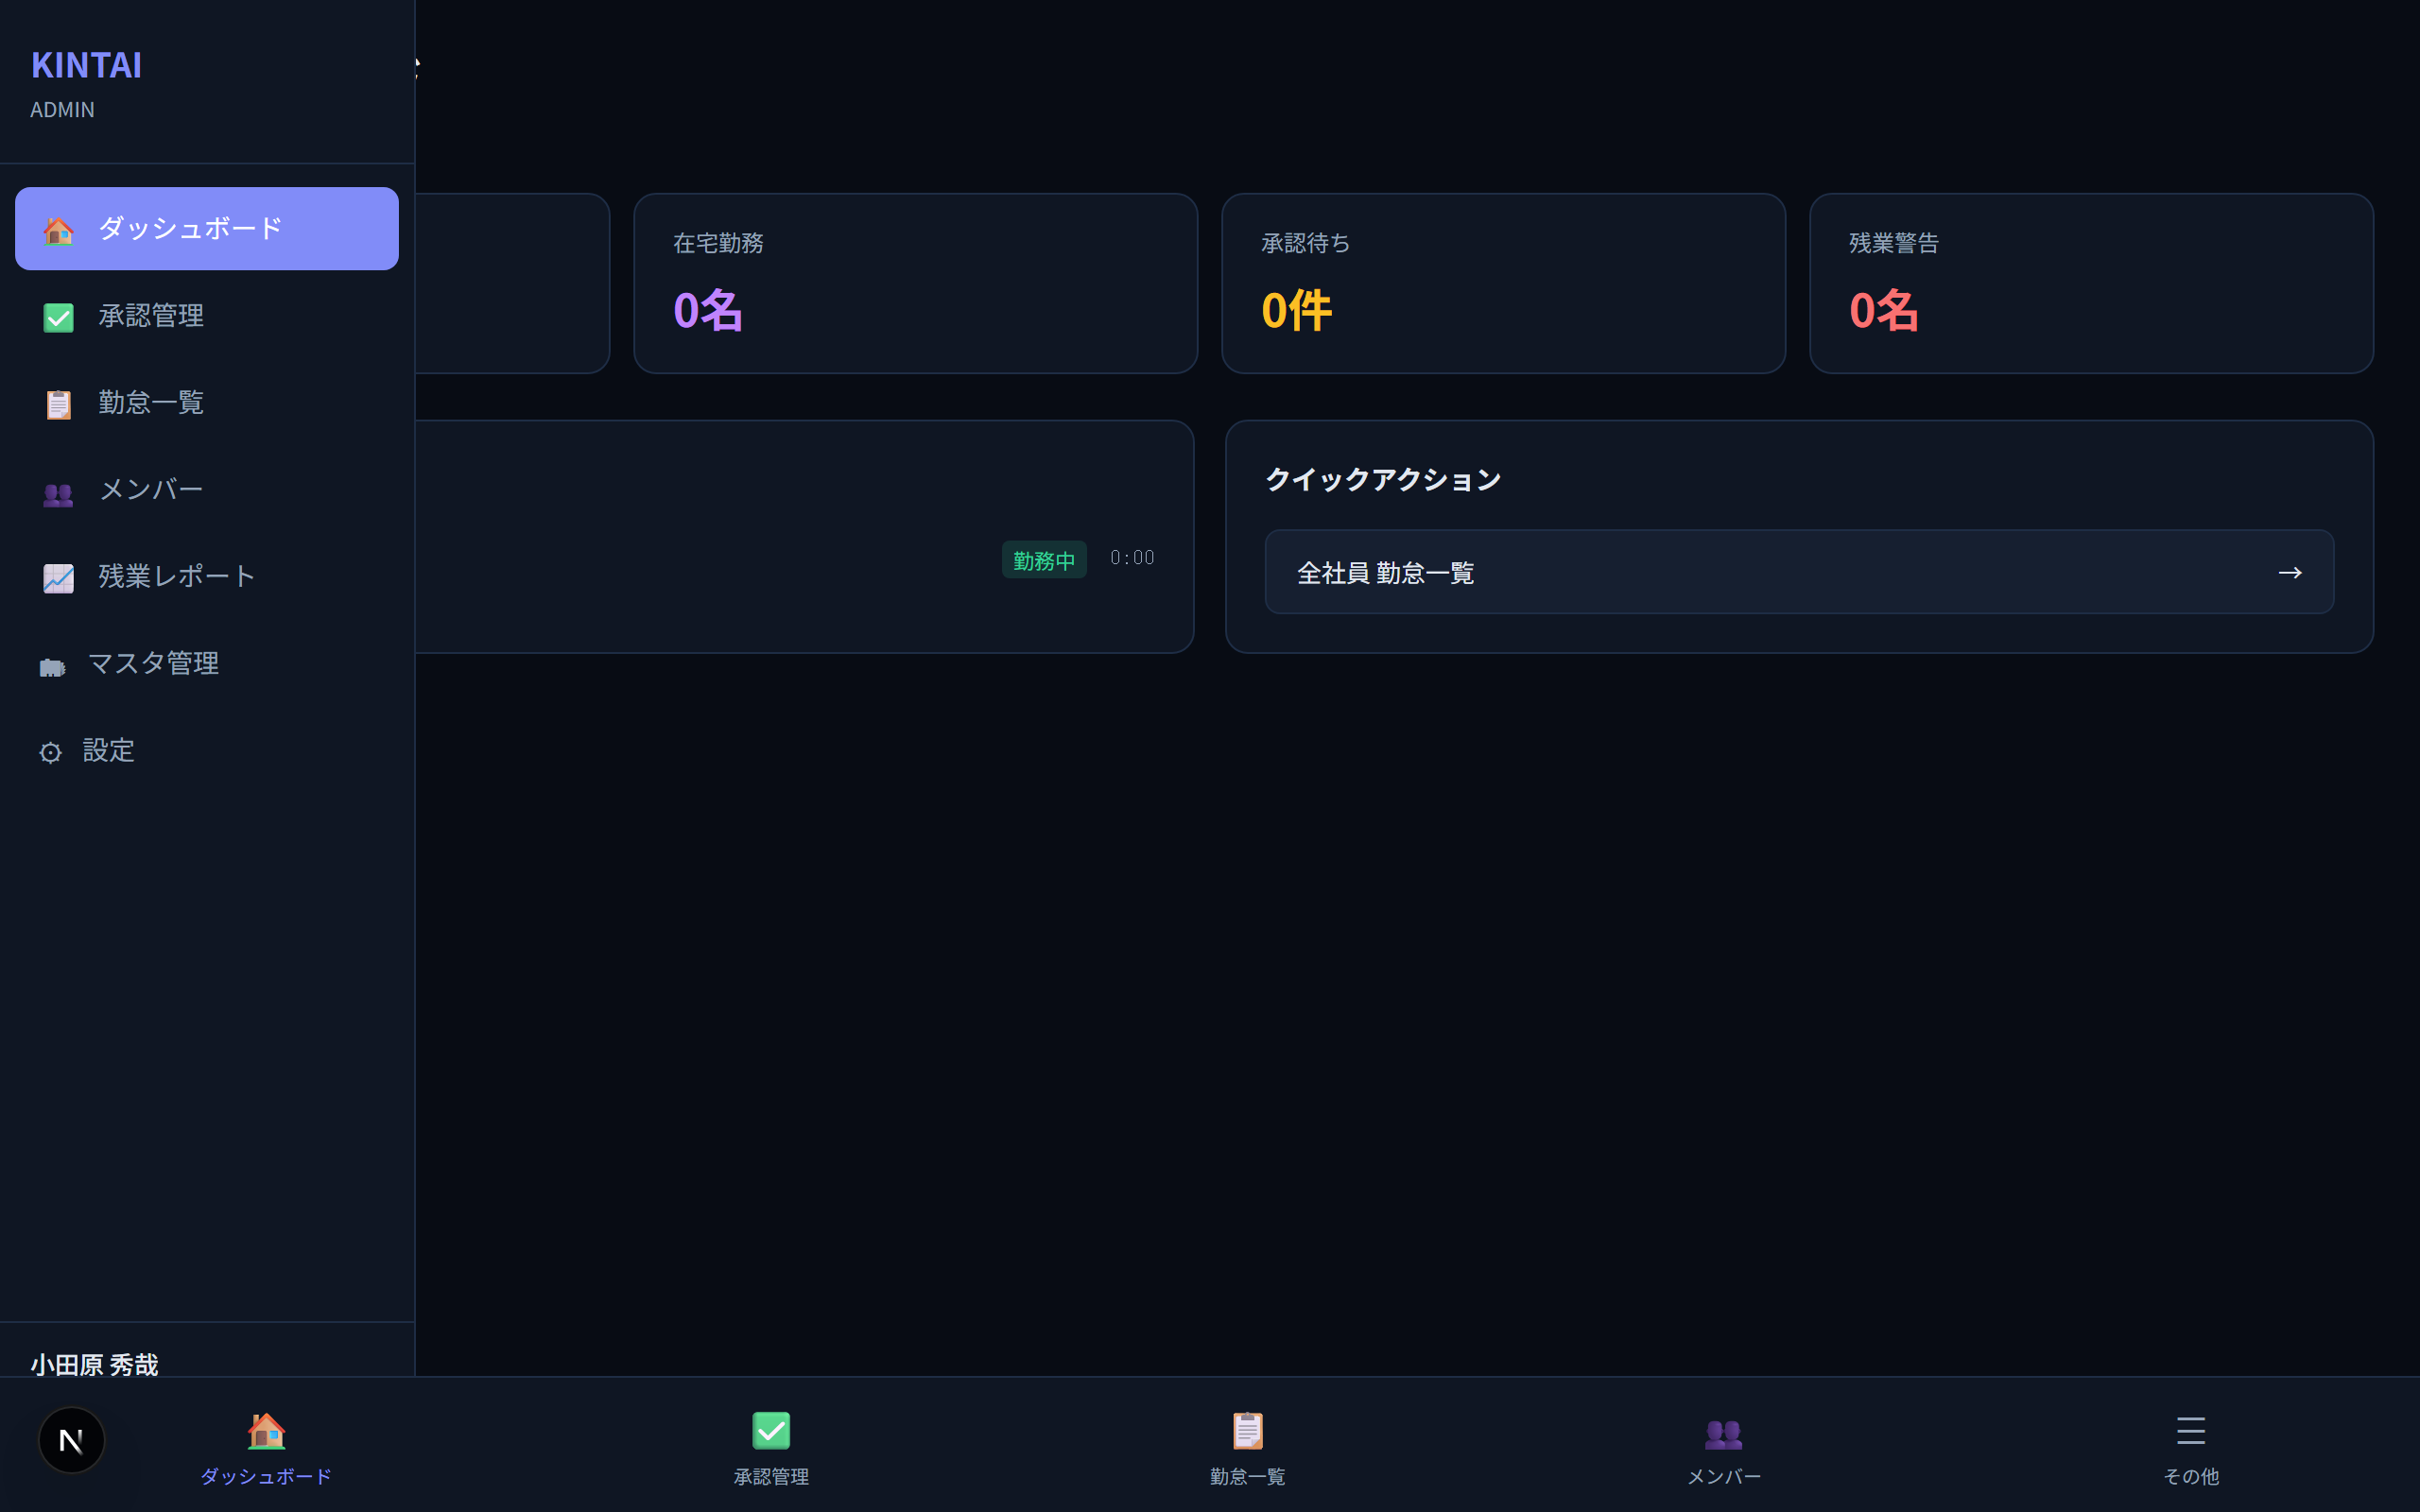 KINTAI
ADMIN
ダッシュボード
承認管理
勤怠一覧
メンバー
残業レポート
マスタ管理
設定
小田原 秀哉
在宅勤務
0名
承認待ち
0件
残業警告
0名
勤務中
0:00
クイックアクション
全社員 勤怠一覧
→
N
ダッシュボード
承認管理
勤怠一覧
メンバー
その他